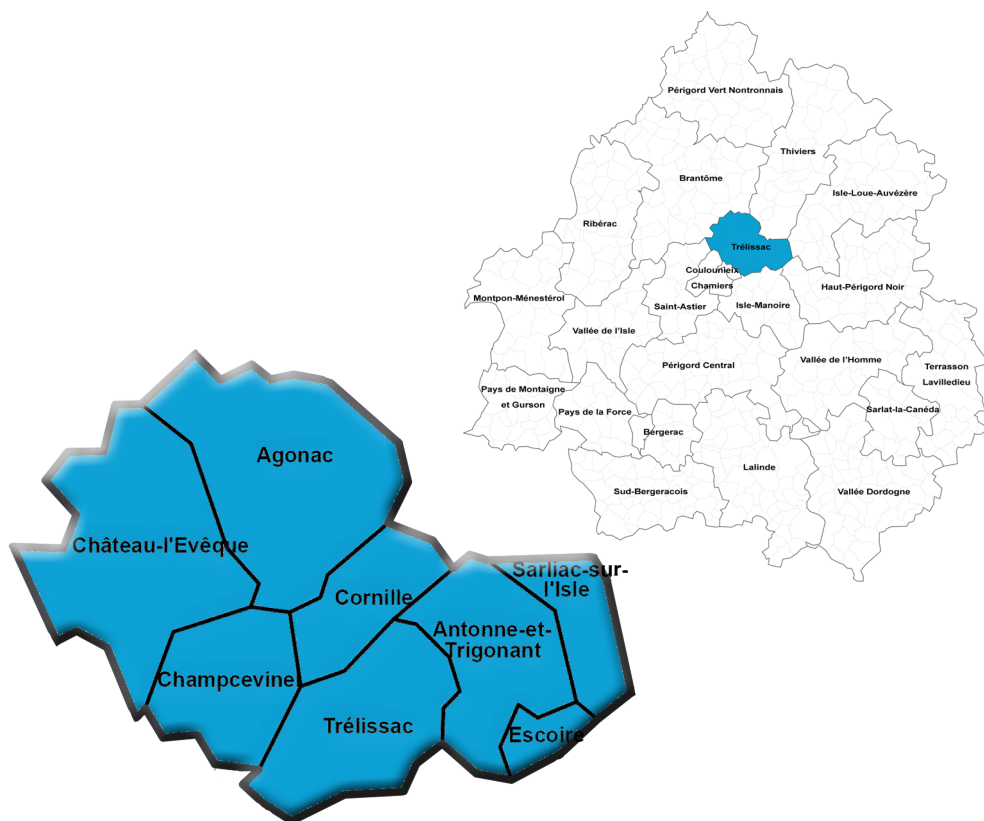 Périgord Vert Nontronnais
Thiviers
Brantôme
Isle-Loue-Auvézère
Ribérac
Trélissac
Coulounieix
Chamiers
Haut-Périgord Noir
Montpon-Ménestérol
Saint-Astier
Isle-Manoire
Vallée de l'Isle
Vallée de l'Homme
Périgord Central
Terrasson
Lavilledieu
Pays de Montaigne
et Gurson
Pays de la Force
Sarlat-la-Canéda
Bergerac
Lalinde
Sud-Bergeracois
Vallée Dordogne
Agonac
Château-l'Evêque
Sarliac-sur-
l'Isle
Cornille
Antonne-et-
Trigonant
Champcevine
Trélissac
Escoire